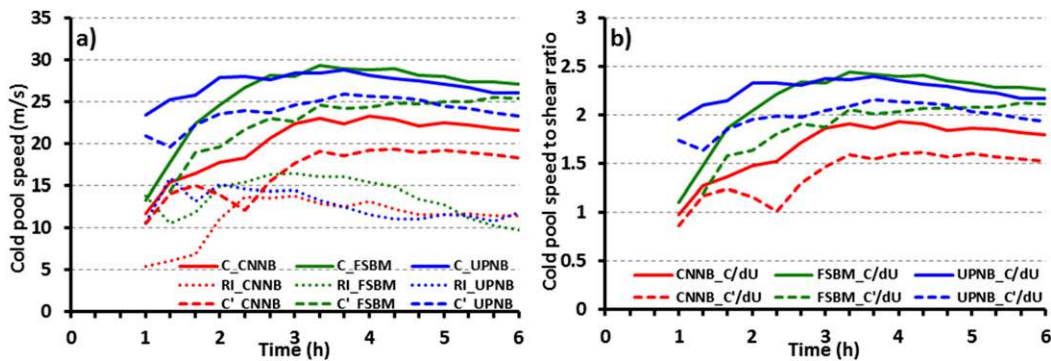 a)
Cold pool speed (m/s)
35
30
25
20
15
10
5
0
C_CNNB C_FSBM C_UPNB
RI_CNNB RI_FSBM RI_UPNB
C'_CNNB C'_FSBM C'_UPNB
0 1 2 3 4 5 6
Time (h)
b)
Cold pool speed to shear ratio
3
2.5
2
1.5
1
0.5
0
CNNB_C/dU FSBM_C/dU UPNB_C/dU
CNNB_C'/dU FSBM_C'/dU UPNB_C'/dU
0 1 2 3 4 5 6
Time (h)